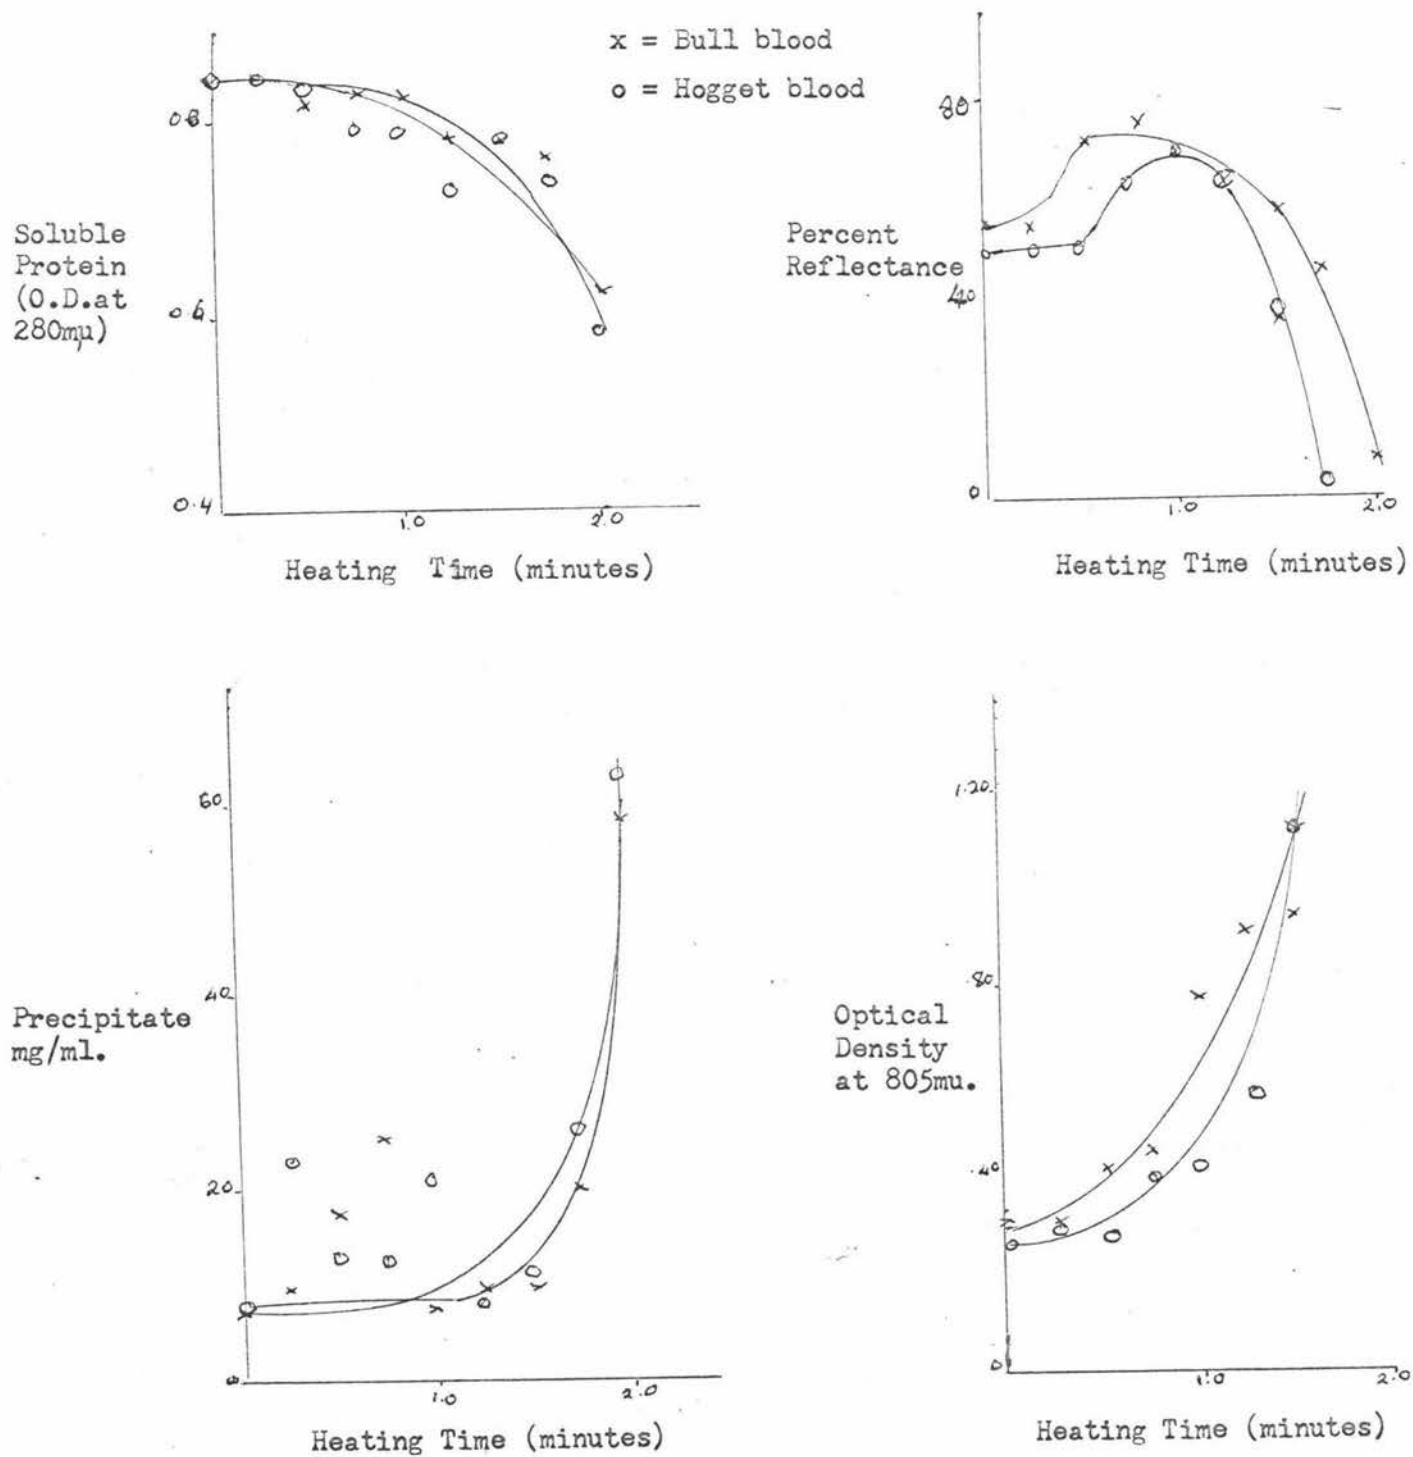 x = Bull blood
o = Hogget blood
0.8
0.6
0.4
Soluble
Protein
(O.D.at
280mµ)
1.0
2.0
Heating Time (minutes)
80
40
0
Percent
Reflectance
1.0
2.0
Heating Time (minutes)
60
40
20
0
Precipitate
mg/ml.
1.0
2.0
Heating Time (minutes)
1.20
.80
.40
0
Optical
Density
at 805mu.
1.0
2.0
Heating Time (minutes)